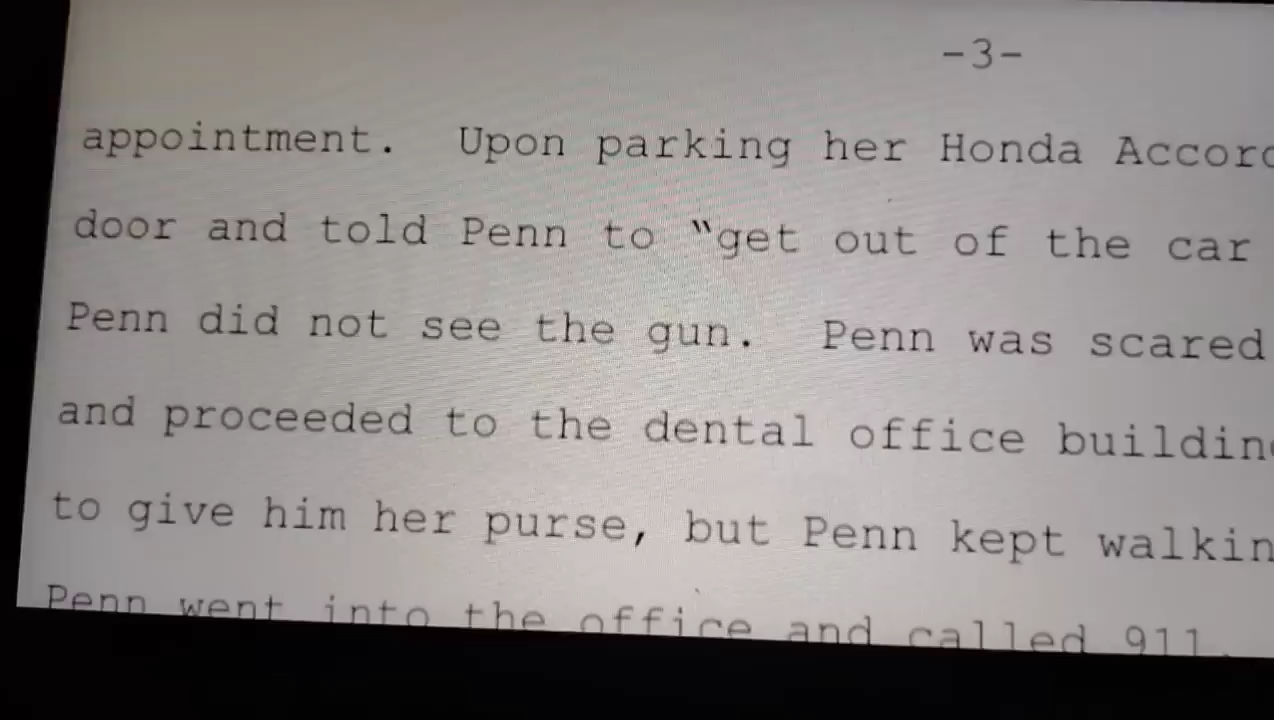 -3-
appointment. Upon parking her Honda
door and told Penn to "get out of the car
Penn did not see the gun. Penn was scared
and proceeded to the dental office
to give him her purse, but Penn kept
Penn went into the office and called 911.